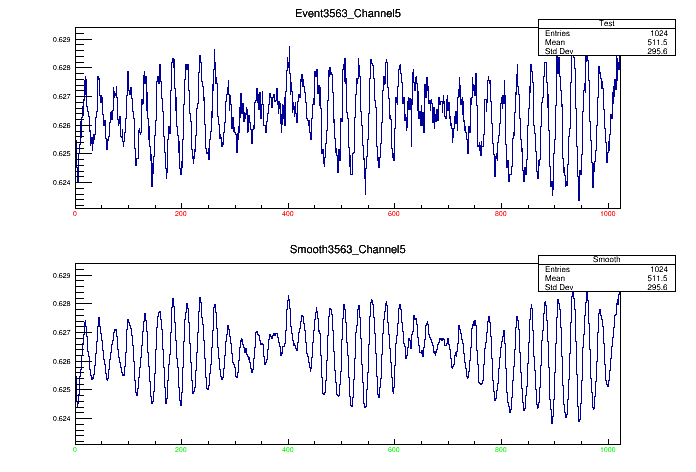 Event3563_Channel5
Test
Entries 1024
Mean 511.5
Std Dev 295.6
0.629
0.628
0.627
0.626
0.625
0.624
0 200 400 600 800 1000
Smooth3563_Channel5
Smooth
Entries 1024
Mean 511.5
Std Dev 295.6
0.629
0.628
0.627
0.626
0.625
0.624
0 200 400 600 800 1000